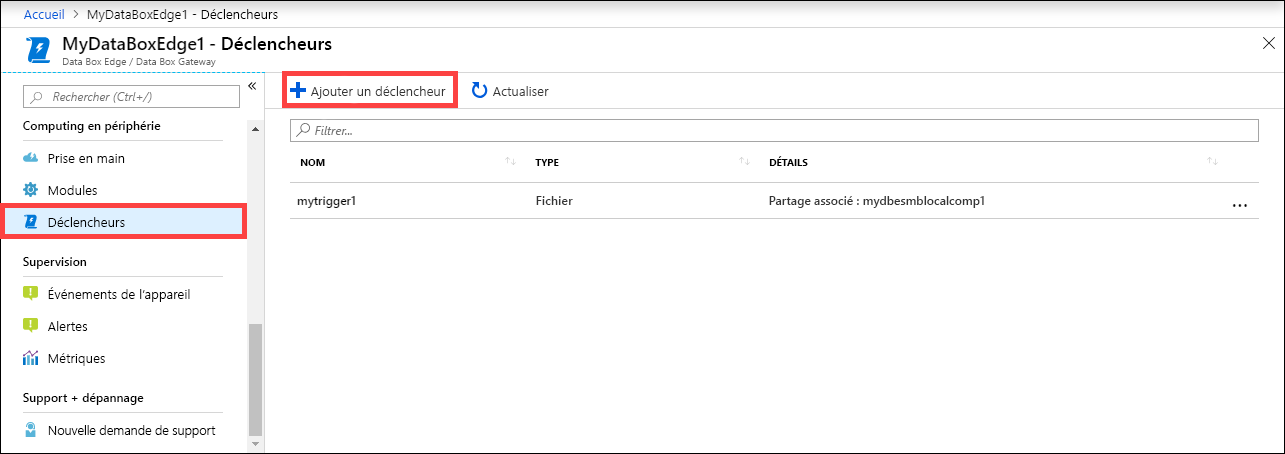 Accueil > MyDataBoxEdge1 - Déclencheurs
MyDataBoxEdge1 - Déclencheurs
Data Box Edge / Data Box Gateway
Rechercher (Ctrl+/)
«
Computing en périphérie
Prise en main
Modules
Déclencheurs
Supervision
Événements de l'appareil
Alertes
Métriques
Support + dépannage
Nouvelle demande de support
Ajouter un déclencheur
Actualiser
Filtrer...
NOM
TYPE
DÉTAILS
mytrigger1
Fichier
Partage associé : mydbesmblocalcomp1
...